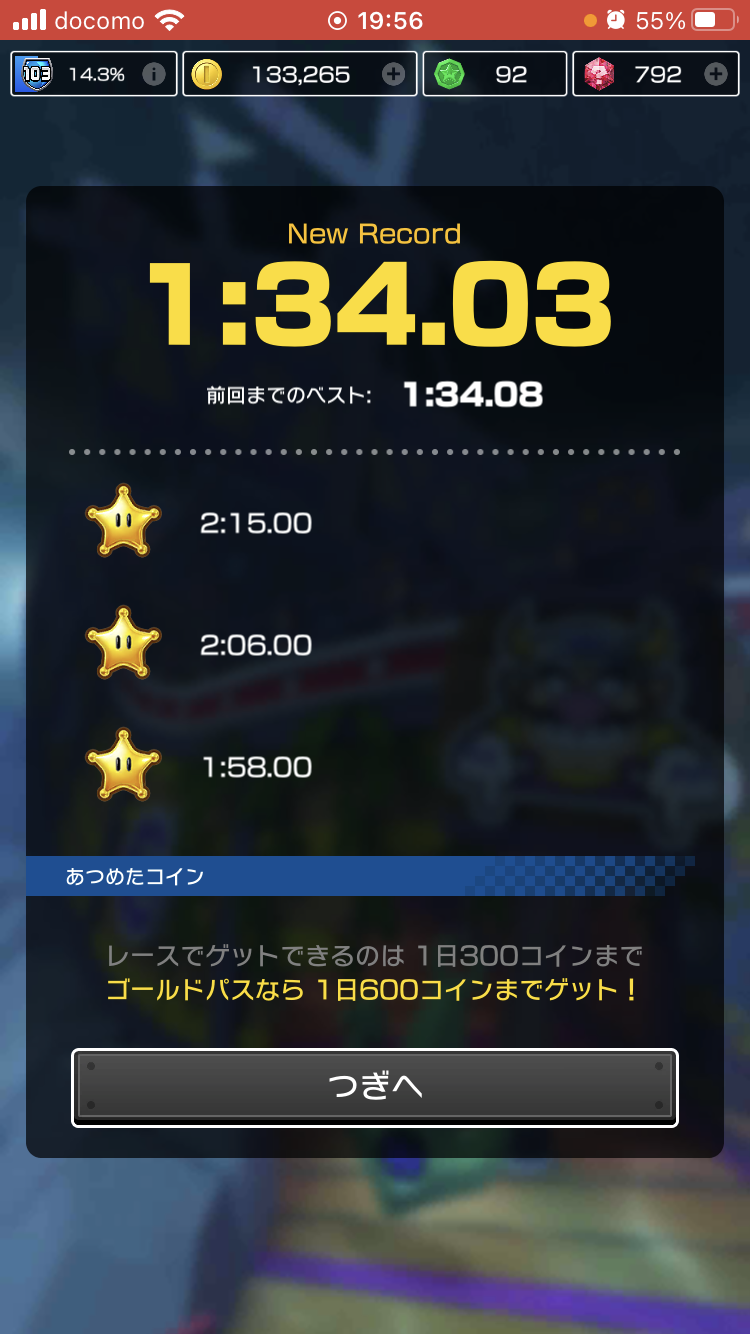 docomo 19:56 55%
103 14.3% 133,265 92 792
New Record
1:34.03
前回までのベスト: 1:34.08
2:15.00
2:06.00
1:58.00
あつめたコイン
レースでゲットできるのは 1日300コインまで
ゴールドパスなら 1日600コインまでゲット！
つぎへ